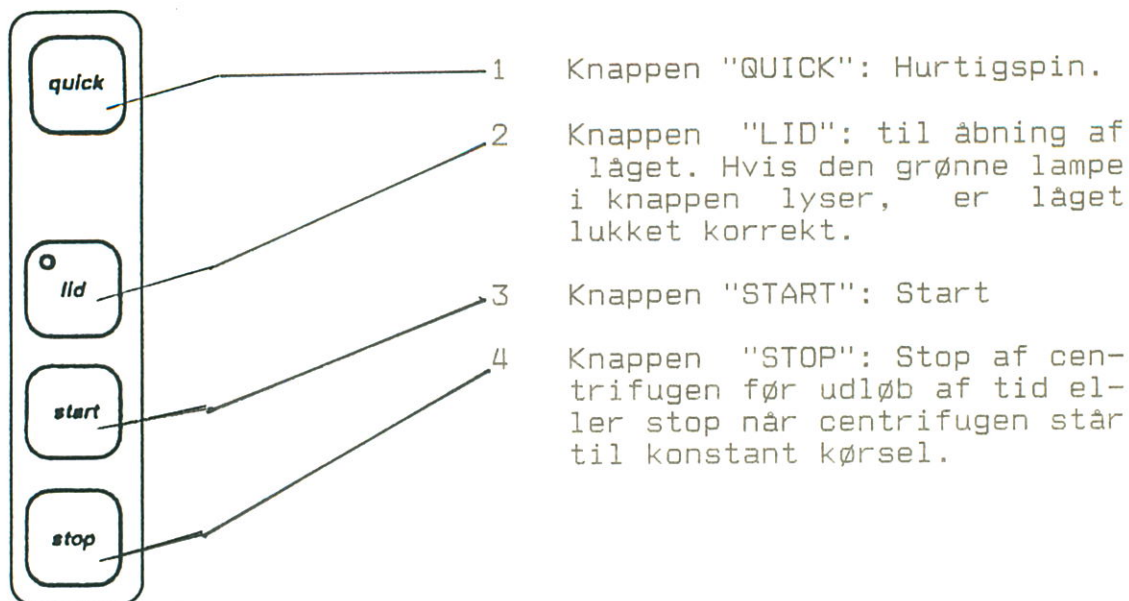 quick
1 Knappen "QUICK": Hurtigspin.
2 Knappen "LID": til åbning af
låget. Hvis den grønne lampe
i knappen lyser, er låget
lukket korrekt.
lid
3 Knappen "START": Start
4 Knappen "STOP": Stop af cen-
trifugen før udløb af tid el-
ler stop når centrifugen står
til konstant kørsel.
start
stop